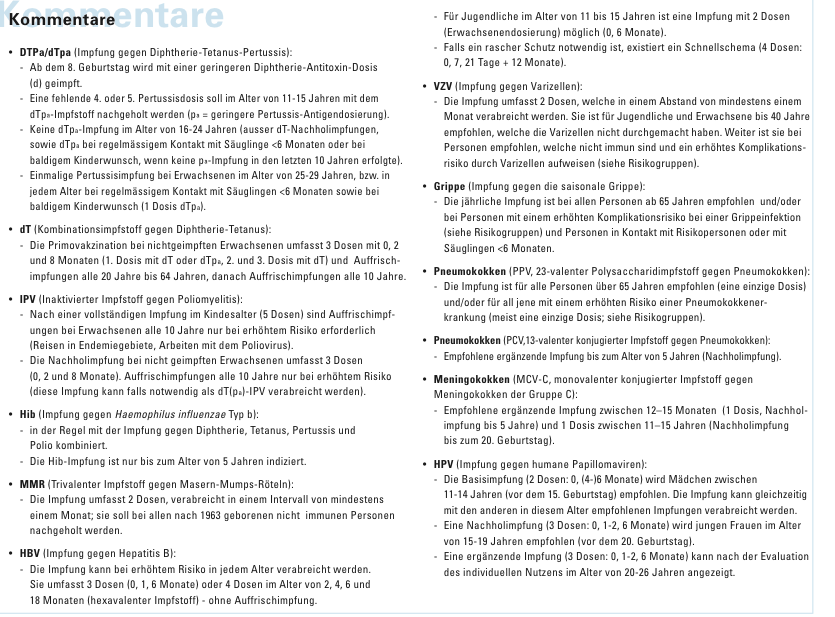 Kommentare
• DTPa/dTpa (Impfung gegen Diphtherie-Tetanus-Pertussis):
- Ab dem 8. Geburtstag wird mit einer geringeren Diphtherie-Antitoxin-Dosis
(d) geimpft.
- Eine fehlende 4. oder 5. Pertussisdosis soll im Alter von 11-15 Jahren mit dem
dTpa-Impfstoff nachgeholt werden (pa = geringere Pertussis-Antigendosierung).
- Keine dTpa-Impfung im Alter von 16-24 Jahren (ausser dT-Nachholimpfungen,
sowie dTpa bei regelmässigem Kontakt mit Säuglinge <6 Monaten oder bei
baldigem Kinderwunsch, wenn keine pa-Impfung in den letzten 10 Jahren erfolgte).
- Einmalige Pertussisimpfung bei Erwachsenen im Alter von 25-29 Jahren, bzw. in
jedem Alter bei regelmässigem Kontakt mit Säuglingen <6 Monaten sowie bei
baldigem Kinderwunsch (1 Dosis dTpa).
• dT (Kombinationsimpfstoff gegen Diphtherie-Tetanus):
- Die Primovakzination bei nichtgeimpften Erwachsenen umfasst 3 Dosen mit 0, 2
und 8 Monaten (1. Dosis mit dT oder dTpa, 2. und 3. Dosis mit dT) und Auffrisch-
impfungen alle 20 Jahre bis 64 Jahren, danach Auffrischimpfungen alle 10 Jahre.
• IPV (Inaktivierter Impfstoff gegen Poliomyelitis):
- Nach einer vollständigen Impfung im Kindesalter (5 Dosen) sind Auffrischimpf-
ungen bei Erwachsenen alle 10 Jahre nur bei erhöhtem Risiko erforderlich
(Reisen in Endemiegebiete, Arbeiten mit dem Poliovirus).
- Die Nachholimpfung bei nicht geimpften Erwachsenen umfasst 3 Dosen
(0, 2 und 8 Monate). Auffrischimpfungen alle 10 Jahre nur bei erhöhtem Risiko
(diese Impfung kann falls notwendig als dT(pa)-IPV verabreicht werden).
• Hib (Impfung gegen Haemophilus influenzae Typ b):
- in der Regel mit der Impfung gegen Diphtherie, Tetanus, Pertussis und
Polio kombiniert.
- Die Hib-Impfung ist nur bis zum Alter von 5 Jahren indiziert.
• MMR (Trivalenter Impfstoff gegen Masern-Mumps-Röteln):
- Die Impfung umfasst 2 Dosen, verabreicht in einem Intervall von mindestens
einem Monat; sie soll bei allen nach 1963 geborenen nicht immunen Personen
nachgeholt werden.
• HBV (Impfung gegen Hepatitis B):
- Die Impfung kann bei erhöhtem Risiko in jedem Alter verabreicht werden.
Sie umfasst 3 Dosen (0, 1, 6 Monate) oder 4 Dosen im Alter von 2, 4, 6 und
18 Monaten (hexavalenter Impfstoff) - ohne Auffrischimpfung.
- Für Jugendliche im Alter von 11 bis 15 Jahren ist eine Impfung mit 2 Dosen
(Erwachsenendosierung) möglich (0, 6 Monate).
- Falls ein rascher Schutz notwendig ist, existiert ein Schnellschema (4 Dosen:
0, 7, 21 Tage + 12 Monate).
• VZV (Impfung gegen Varizellen):
- Die Impfung umfasst 2 Dosen, welche in einem Abstand von mindestens einem
Monat verabreicht werden. Sie ist für Jugendliche und Erwachsene bis 40 Jahre
empfohlen, welche die Varizellen nicht durchgemacht haben. Weiter ist sie bei
Personen empfohlen, welche nicht immun sind und ein erhöhtes Komplikations-
risiko durch Varizellen aufweisen (siehe Risikogruppen).
• Grippe (Impfung gegen die saisonale Grippe):
- Die jährliche Impfung ist bei allen Personen ab 65 Jahren empfohlen und/oder
bei Personen mit einem erhöhten Komplikationsrisiko bei einer Grippeinfektion
(siehe Risikogruppen) und Personen in Kontakt mit Risikopersonen oder mit
Säuglingen <6 Monaten.
• Pneumokokken (PPV, 23-valenter Polysaccharidimpfstoff gegen Pneumokokken):
- Die Impfung ist für alle Personen über 65 Jahren empfohlen (eine einzige Dosis)
und/oder für all jene mit einem erhöhten Risiko einer Pneumokokkener-
krankung (meist eine einzige Dosis; siehe Risikogruppen).
• Pneumokokken (PCV,13-valenter konjugierter Impfstoff gegen Pneumokokken):
- Empfohlene ergänzende Impfung bis zum Alter von 5 Jahren (Nachholimpfung).
• Meningokokken (MCV-C, monovalenter konjugierter Impfstoff gegen
Meningokokken der Gruppe C):
- Empfohlene ergänzende Impfung zwischen 12–15 Monaten (1 Dosis, Nachhol-
impfung bis 5 Jahre) und 1 Dosis zwischen 11–15 Jahren (Nachholimpfung
bis zum 20. Geburtstag).
• HPV (Impfung gegen humane Papillomaviren):
- Die Basisimpfung (2 Dosen: 0, (4-)6 Monate) wird Mädchen zwischen
11-14 Jahren (vor dem 15. Geburtstag) empfohlen. Die Impfung kann gleichzeitig
mit den anderen in diesem Alter empfohlenen Impfungen verabreicht werden.
- Eine Nachholimpfung (3 Dosen: 0, 1-2, 6 Monate) wird jungen Frauen im Alter
von 15-19 Jahren empfohlen (vor dem 20. Geburtstag).
- Eine ergänzende Impfung (3 Dosen: 0, 1-2, 6 Monate) kann nach der Evaluation
des individuellen Nutzens im Alter von 20-26 Jahren angezeigt.